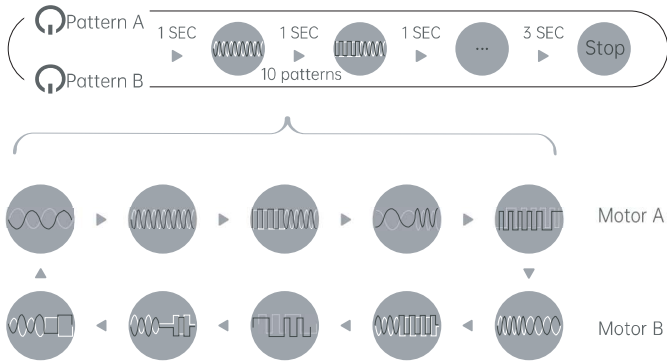 Pattern A
1 SEC
1 SEC
1 SEC
3 SEC
...
Stop
Pattern B
10 patterns
Motor A
Motor B